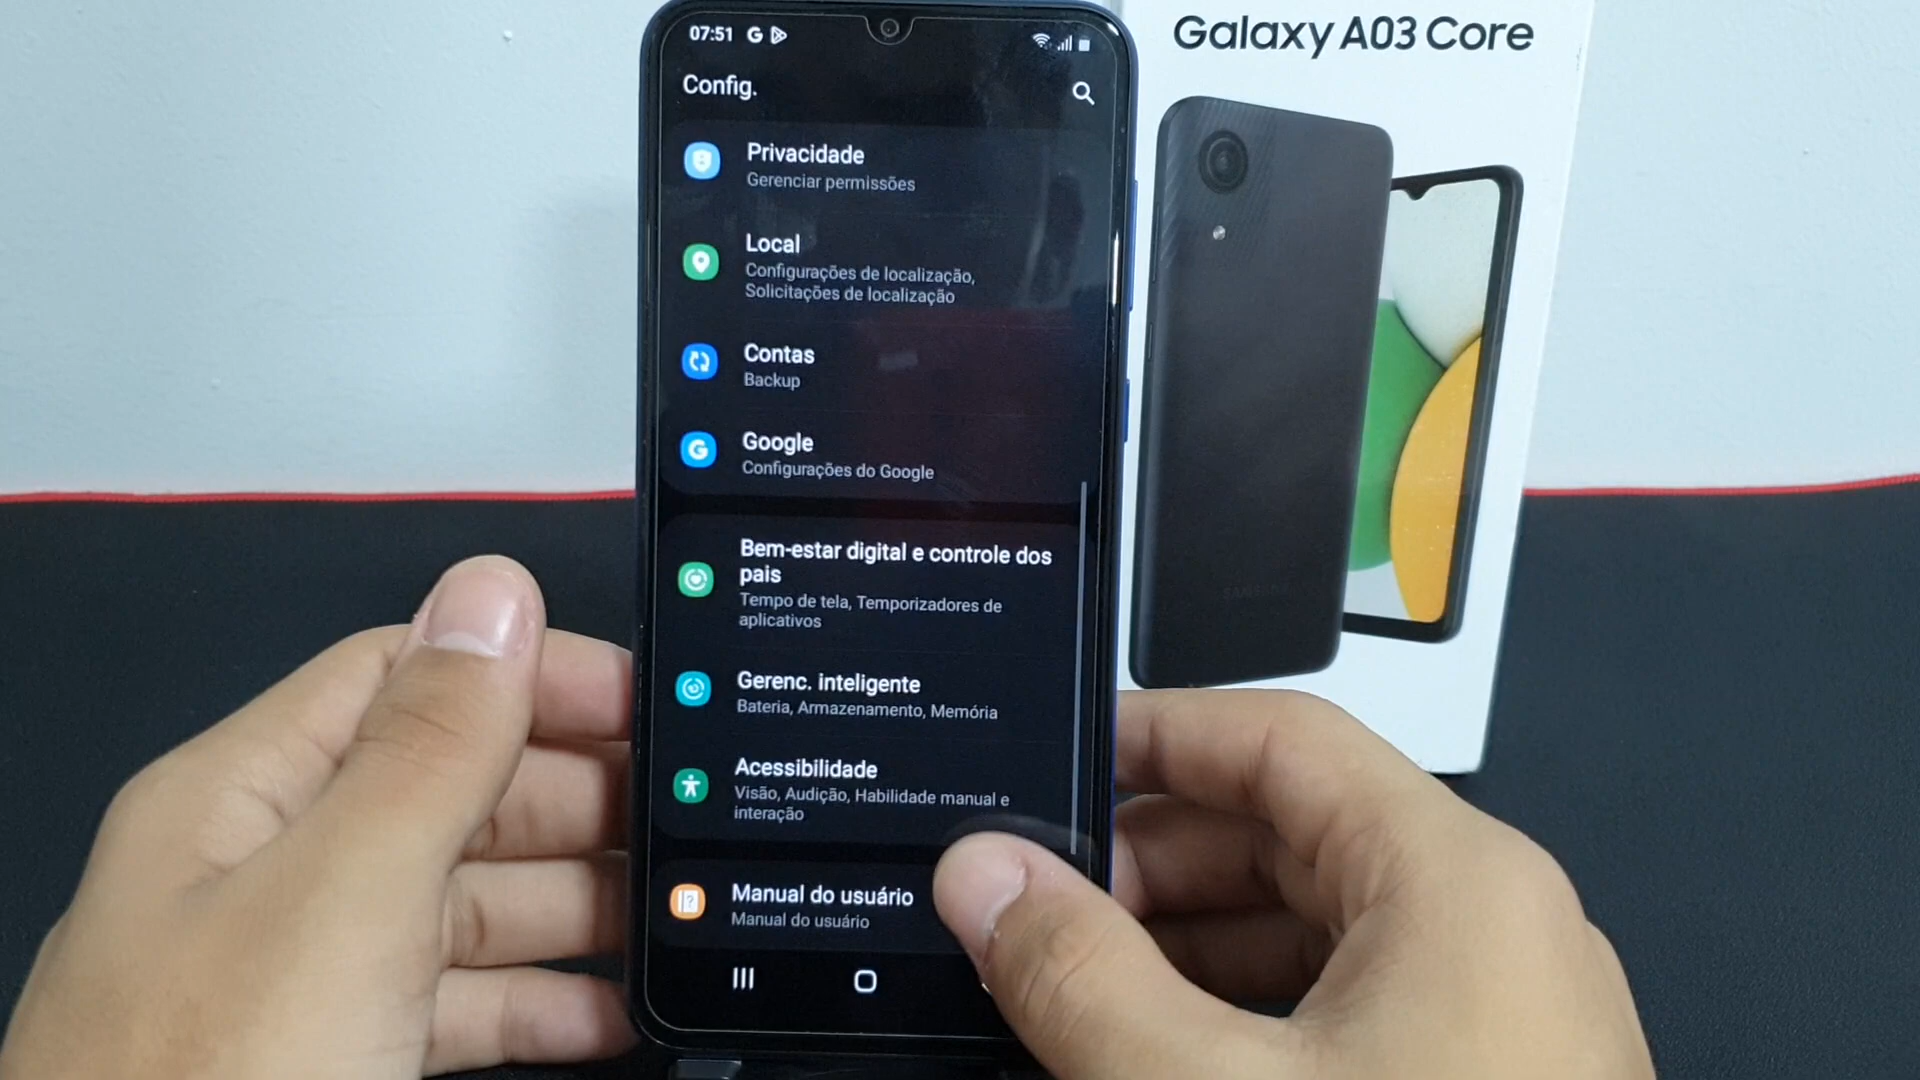 Galaxy A03 Core
07:51
Config.
Privacidade
Gerenciar permissões
Local
Configurações de localização,
Solicitações de localização
Contas
Backup
Google
Configurações do Google
Bem-estar digital e controle dos
pais
Tempo de tela, Temporizadores de
aplicativos
Gerenc. inteligente
Bateria, Armazenamento, Memória
Acessibilidade
Visão, Audição, Habilidade manual e
interação
Manual do usuário
Manual do usuário
SAMSUNG